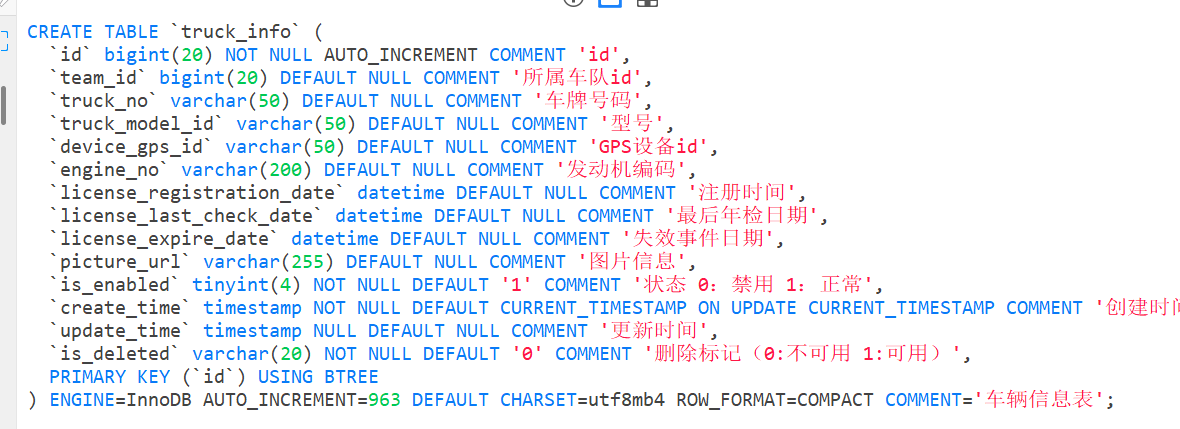 CREATE TABLE `truck_info` (
`id` bigint(20) NOT NULL AUTO_INCREMENT COMMENT 'id',
`team_id` bigint(20) DEFAULT NULL COMMENT '所属车队id',
`truck_no` varchar(50) DEFAULT NULL COMMENT '车牌号码',
`truck_model_id` varchar(50) DEFAULT NULL COMMENT '型号',
`device_gps_id` varchar(50) DEFAULT NULL COMMENT 'GPS设备id',
`engine_no` varchar(200) DEFAULT NULL COMMENT '发动机编码',
`license_registration_date` datetime DEFAULT NULL COMMENT '注册时间',
`license_last_check_date` datetime DEFAULT NULL COMMENT '最后年检日期',
`license_expire_date` datetime DEFAULT NULL COMMENT '失效事件日期',
`picture_url` varchar(255) DEFAULT NULL COMMENT '图片信息',
`is_enabled` tinyint(4) NOT NULL DEFAULT '1' COMMENT '状态 0：禁用 1：正常',
`create_time` timestamp NOT NULL DEFAULT CURRENT_TIMESTAMP ON UPDATE CURRENT_TIMESTAMP COMMENT '创建时间
`update_time` timestamp NULL DEFAULT NULL COMMENT '更新时间',
`is_deleted` varchar(20) NOT NULL DEFAULT '0' COMMENT '删除标记（0:不可用 1:可用）',
PRIMARY KEY (`id`) USING BTREE
) ENGINE=InnoDB AUTO_INCREMENT=963 DEFAULT CHARSET=utf8mb4 ROW_FORMAT=COMPACT COMMENT='车辆信息表';